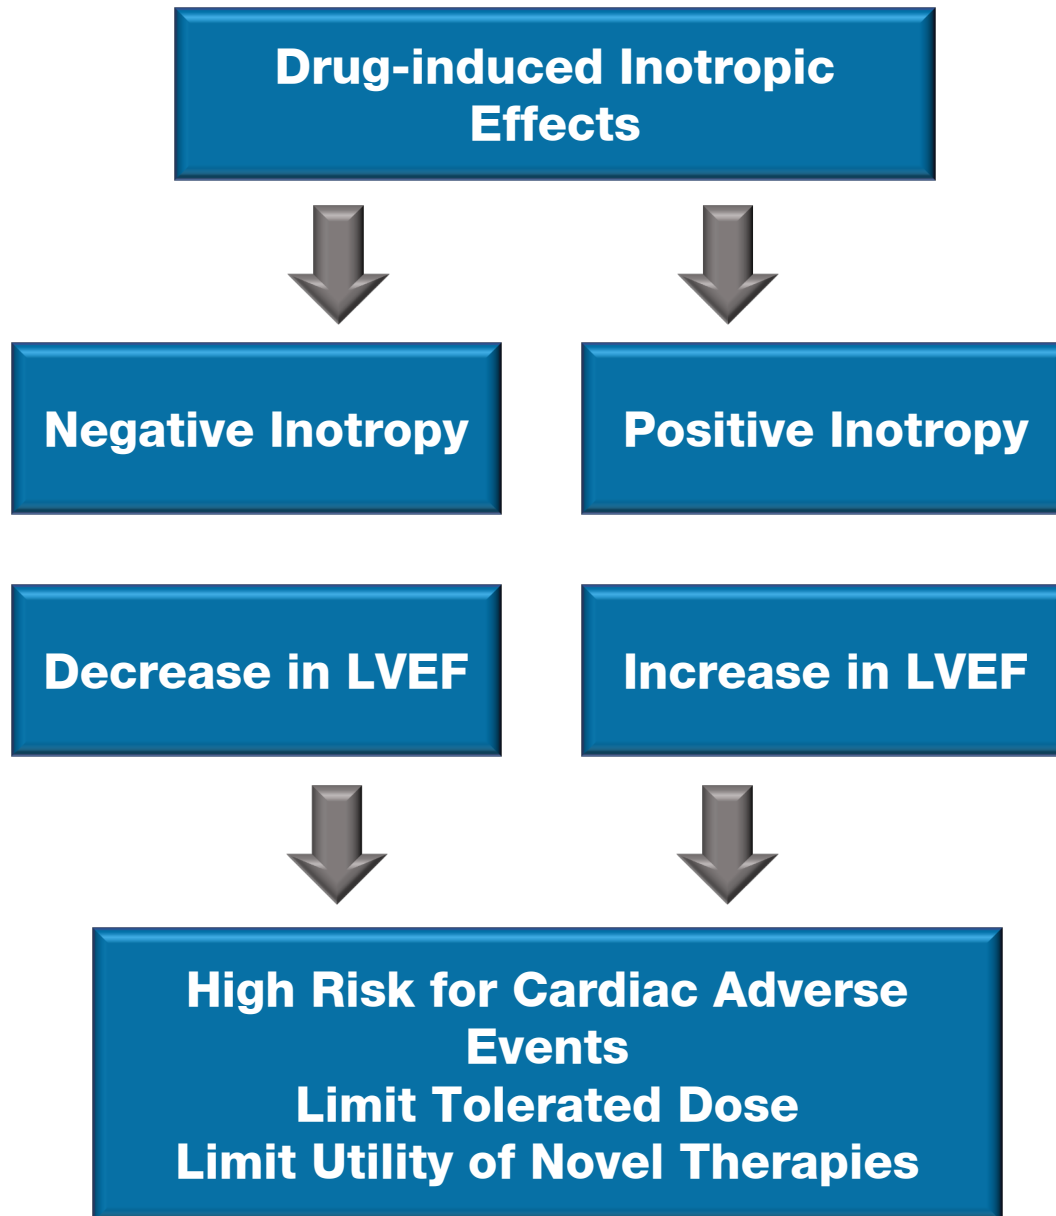 Drug-induced Inotropic
Effects
Negative Inotropy
Positive Inotropy
Decrease in LVEF
Increase in LVEF
High Risk for Cardiac Adverse
Events
Limit Tolerated Dose
Limit Utility of Novel Therapies